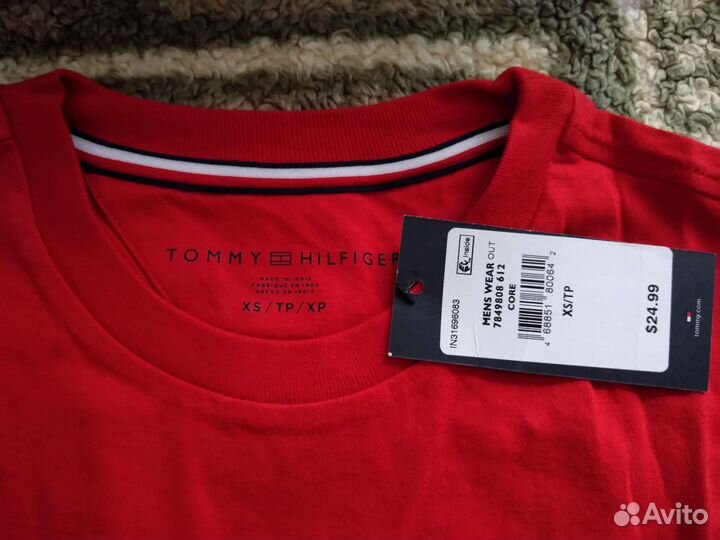 TOMMY HILFIGER
MADE IN INDIA
FABRIQUÉ EN INDE
HECHO EN INDIA
XS/TP/XP
IN31696083
Inside
MENS WEAR OUT
7849808 612
CORE
4 68851 80064 2
XS/TP
$24.99
tommy.com
Avito